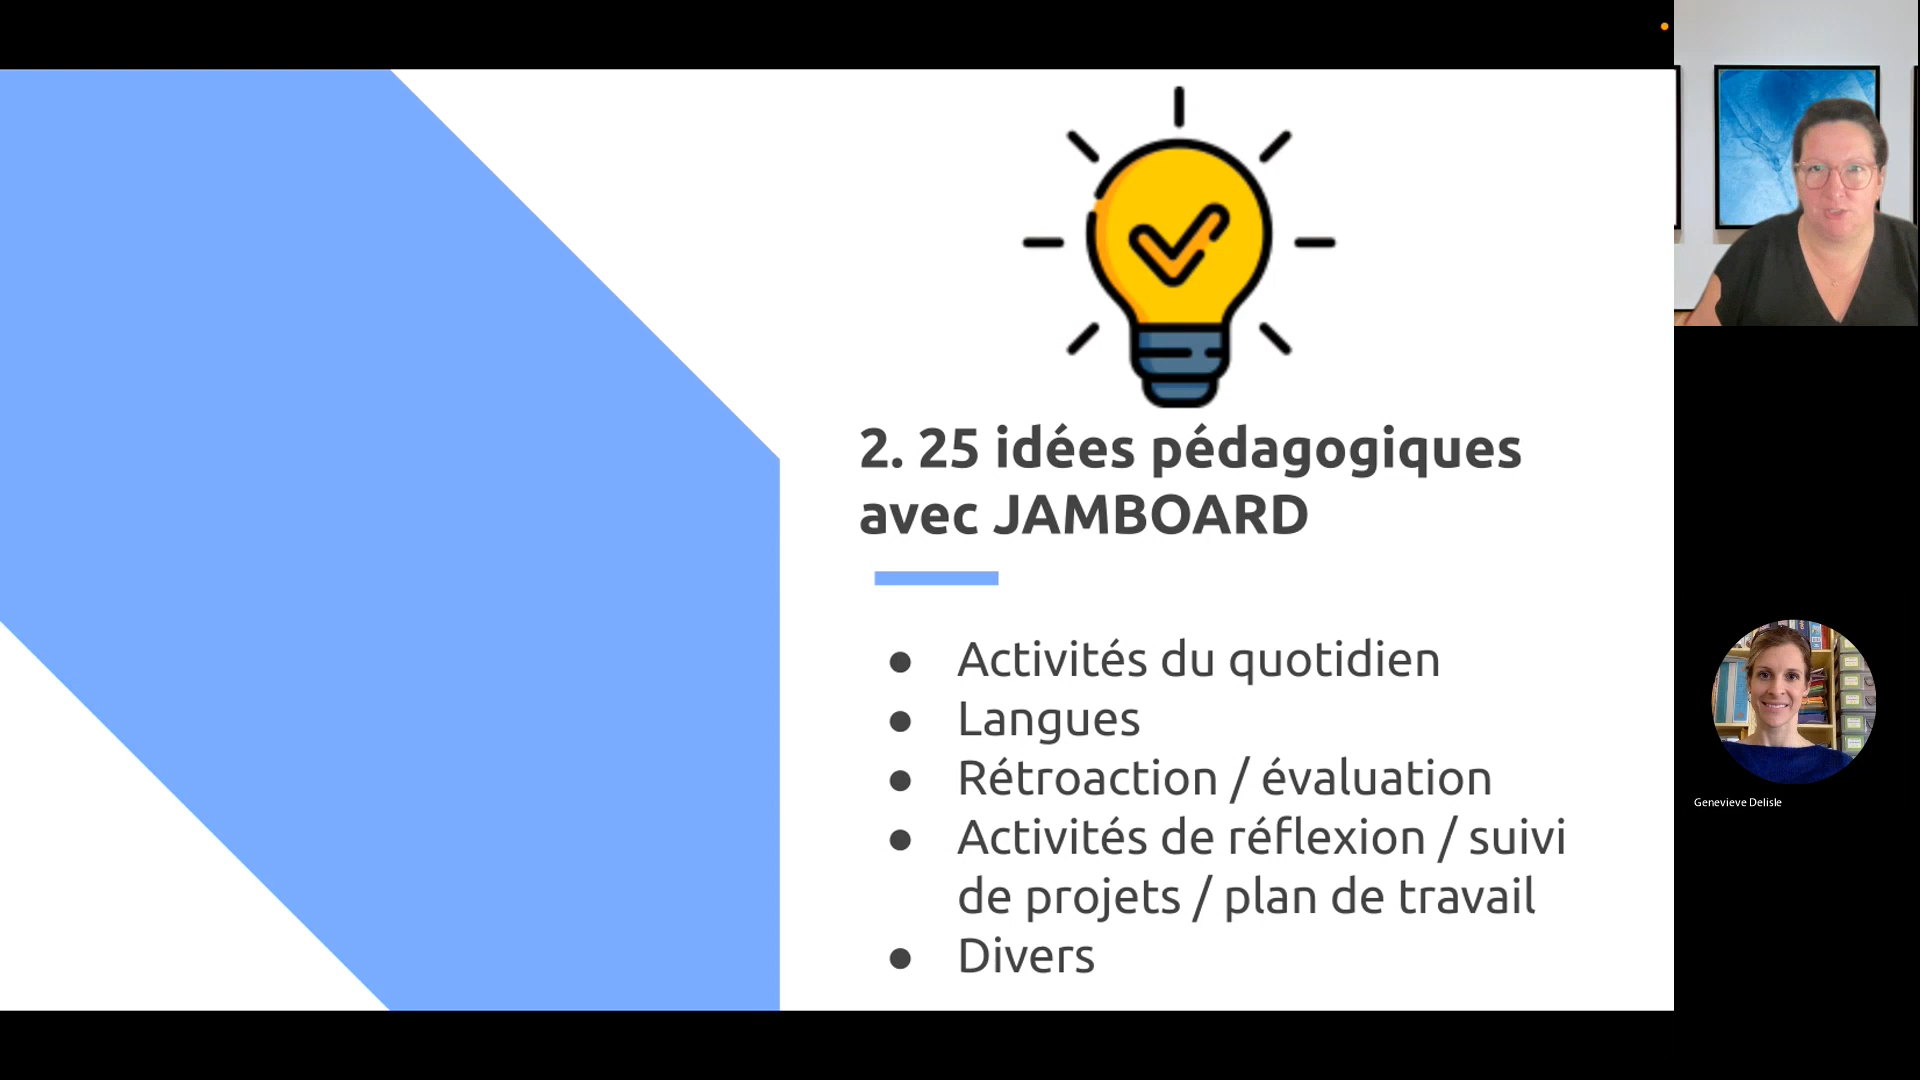 2. 25 idées pédagogiques
avec JAMBOARD
● Activités du quotidien
● Langues
● Rétroaction / évaluation
● Activités de réflexion / suivi
de projets / plan de travail
● Divers
Genevieve Delisle